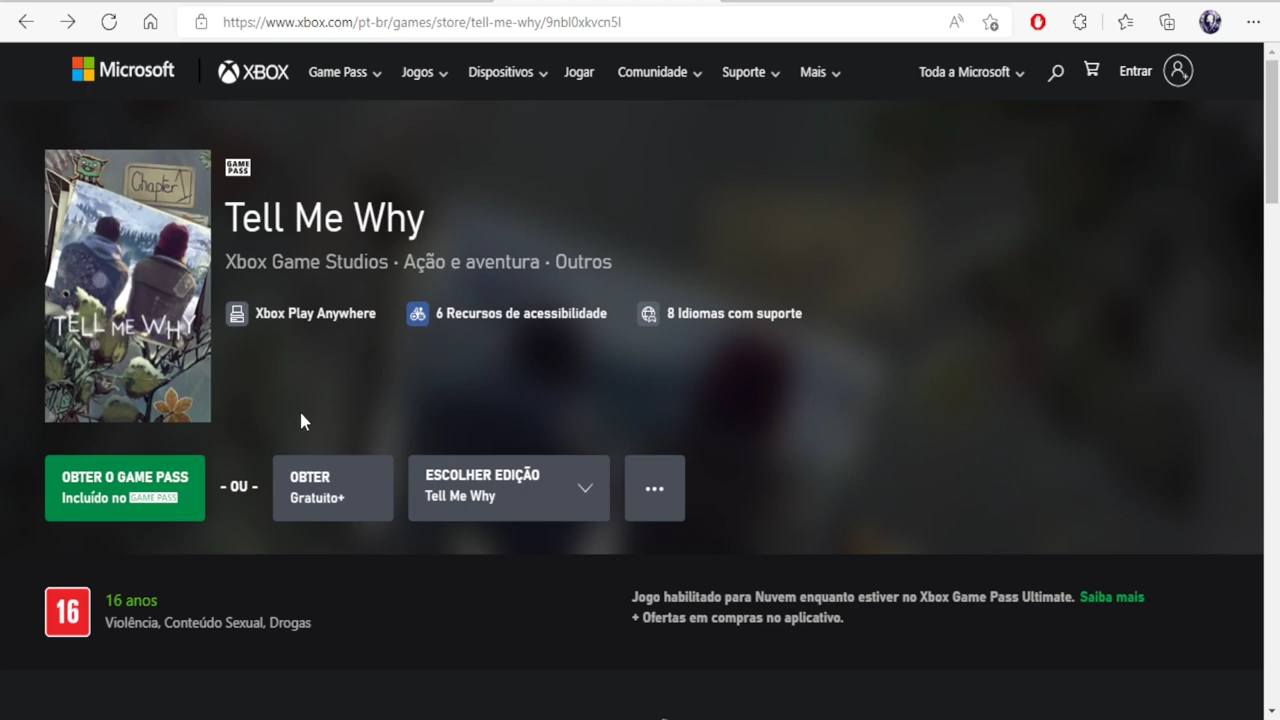 https://www.xbox.com/pt-br/games/store/tell-me-why/9nbl0xkvcn5l
Microsoft
XBOX
Game Pass
Jogos
Dispositivos
Jogar
Comunidade
Suporte
Mais
Toda a Microsoft
Entrar
Chapter 1
TELL ME WHY
GAME PASS
Tell Me Why
Xbox Game Studios · Ação e aventura · Outros
Xbox Play Anywhere
6 Recursos de acessibilidade
8 Idiomas com suporte
OBTER O GAME PASS
Incluído no GAME PASS
- OU -
OBTER
Gratuito+
ESCOLHER EDIÇÃO
Tell Me Why
16
16 anos
Violência, Conteúdo Sexual, Drogas
Jogo habilitado para Nuvem enquanto estiver no Xbox Game Pass Ultimate. Saiba mais
+ Ofertas em compras no aplicativo.